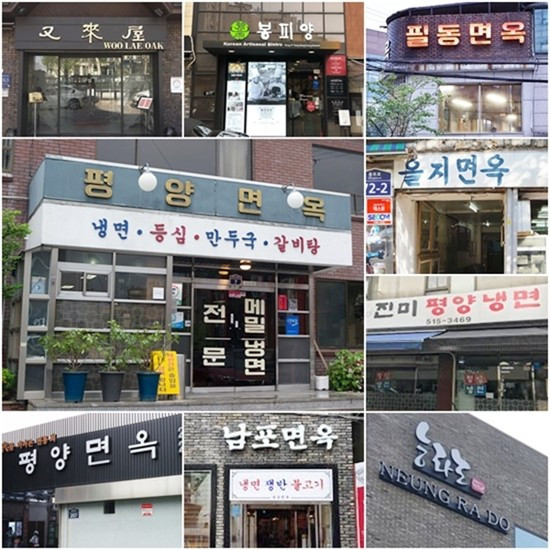 又來屋
WOO LAE OAK
봉피양
Korean Artisanal Bistro
필동면옥
평양면옥
냉면·등심·만두국·갈비탕
전문
메밀냉면
을지면옥
72-2
SECOM
진미 평양냉면
515-3469
평양면옥
남포면옥
냉면 쟁반 불고기
능라도
NEUNG RA DO